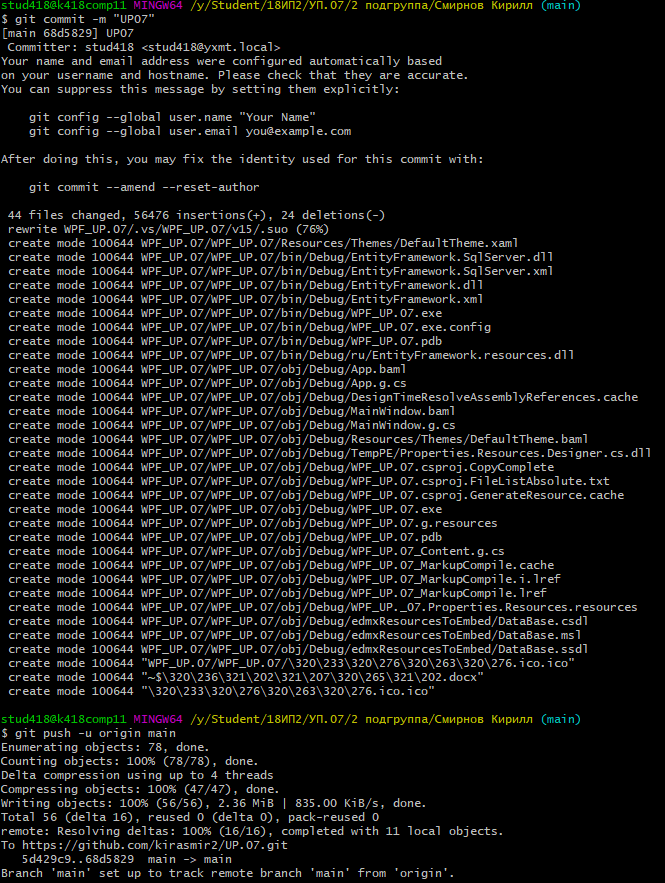 stud418@k418comp11 MINGW64 /y/Student/18ИП2/УП.07/2 подгруппа/Смирнов Кирилл (main)
$ git commit -m "UP07"
[main 68d5829] UP07
 Committer: stud418 <stud418@yxmt.local>
Your name and email address were configured automatically based
on your username and hostname. Please check that they are accurate.
You can suppress this message by setting them explicitly:

    git config --global user.name "Your Name"
    git config --global user.email you@example.com

After doing this, you may fix the identity used for this commit with:

    git commit --amend --reset-author

 44 files changed, 56476 insertions(+), 24 deletions(-)
 rewrite WPF_UP.07/.vs/WPF_UP.07/v15/.suo (76%)
 create mode 100644 WPF_UP.07/WPF_UP.07/Resources/Themes/DefaultTheme.xaml
 create mode 100644 WPF_UP.07/WPF_UP.07/bin/Debug/EntityFramework.SqlServer.dll
 create mode 100644 WPF_UP.07/WPF_UP.07/bin/Debug/EntityFramework.SqlServer.xml
 create mode 100644 WPF_UP.07/WPF_UP.07/bin/Debug/EntityFramework.dll
 create mode 100644 WPF_UP.07/WPF_UP.07/bin/Debug/EntityFramework.xml
 create mode 100644 WPF_UP.07/WPF_UP.07/bin/Debug/WPF_UP.07.exe
 create mode 100644 WPF_UP.07/WPF_UP.07/bin/Debug/WPF_UP.07.exe.config
 create mode 100644 WPF_UP.07/WPF_UP.07/bin/Debug/WPF_UP.07.pdb
 create mode 100644 WPF_UP.07/WPF_UP.07/bin/Debug/ru/EntityFramework.resources.dll
 create mode 100644 WPF_UP.07/WPF_UP.07/obj/Debug/App.baml
 create mode 100644 WPF_UP.07/WPF_UP.07/obj/Debug/App.g.cs
 create mode 100644 WPF_UP.07/WPF_UP.07/obj/Debug/DesignTimeResolveAssemblyReferences.cache
 create mode 100644 WPF_UP.07/WPF_UP.07/obj/Debug/MainWindow.baml
 create mode 100644 WPF_UP.07/WPF_UP.07/obj/Debug/MainWindow.g.cs
 create mode 100644 WPF_UP.07/WPF_UP.07/obj/Debug/Resources/Themes/DefaultTheme.baml
 create mode 100644 WPF_UP.07/WPF_UP.07/obj/Debug/TempPE/Properties.Resources.Designer.cs.dll
 create mode 100644 WPF_UP.07/WPF_UP.07/obj/Debug/WPF_UP.07.csproj.CopyComplete
 create mode 100644 WPF_UP.07/WPF_UP.07/obj/Debug/WPF_UP.07.csproj.FileListAbsolute.txt
 create mode 100644 WPF_UP.07/WPF_UP.07/obj/Debug/WPF_UP.07.csproj.GenerateResource.cache
 create mode 100644 WPF_UP.07/WPF_UP.07/obj/Debug/WPF_UP.07.exe
 create mode 100644 WPF_UP.07/WPF_UP.07/obj/Debug/WPF_UP.07.g.resources
 create mode 100644 WPF_UP.07/WPF_UP.07/obj/Debug/WPF_UP.07.pdb
 create mode 100644 WPF_UP.07/WPF_UP.07/obj/Debug/WPF_UP.07_Content.g.cs
 create mode 100644 WPF_UP.07/WPF_UP.07/obj/Debug/WPF_UP.07_MarkupCompile.cache
 create mode 100644 WPF_UP.07/WPF_UP.07/obj/Debug/WPF_UP.07_MarkupCompile.i.lref
 create mode 100644 WPF_UP.07/WPF_UP.07/obj/Debug/WPF_UP.07_MarkupCompile.lref
 create mode 100644 WPF_UP.07/WPF_UP.07/obj/Debug/WPF_UP._07.Properties.Resources.resources
 create mode 100644 WPF_UP.07/WPF_UP.07/obj/Debug/edmxResourcesToEmbed/DataBase.csdl
 create mode 100644 WPF_UP.07/WPF_UP.07/obj/Debug/edmxResourcesToEmbed/DataBase.msl
 create mode 100644 WPF_UP.07/WPF_UP.07/obj/Debug/edmxResourcesToEmbed/DataBase.ssdl
 create mode 100644 "WPF_UP.07/WPF_UP.07/\320\233\320\276\320\263\320\276.ico.ico"
 create mode 100644 "~$\320\236\321\202\321\207\320\265\321\202.docx"
 create mode 100644 "\320\233\320\276\320\263\320\276.ico.ico"

stud418@k418comp11 MINGW64 /y/Student/18ИП2/УП.07/2 подгруппа/Смирнов Кирилл (main)
$ git push -u origin main
Enumerating objects: 78, done.
Counting objects: 100% (78/78), done.
Delta compression using up to 4 threads
Compressing objects: 100% (47/47), done.
Writing objects: 100% (56/56), 2.36 MiB | 835.00 KiB/s, done.
Total 56 (delta 16), reused 0 (delta 0), pack-reused 0
remote: Resolving deltas: 100% (16/16), completed with 11 local objects.
To https://github.com/kirasmir2/UP.07.git
   5d429c9..68d5829  main -> main
Branch 'main' set up to track remote branch 'main' from 'origin'.